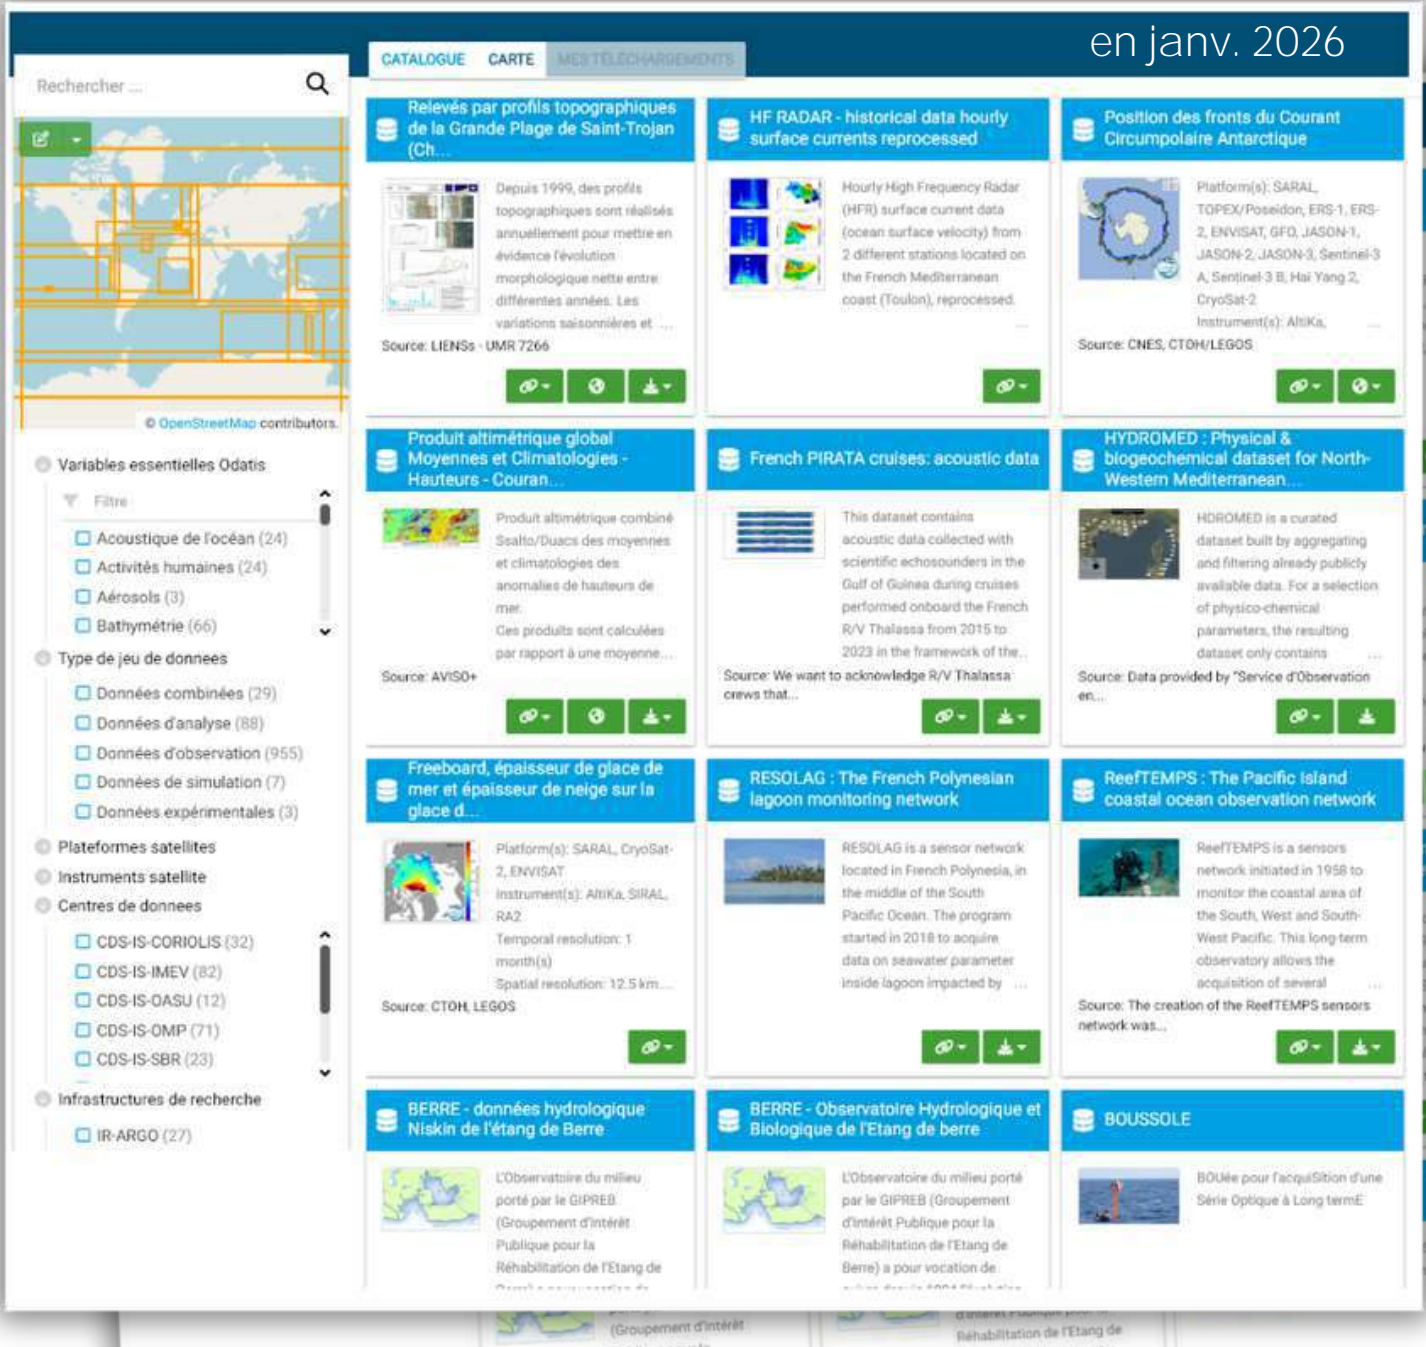 en janv. 2026
CATALOGUE
CARTE
MES TÉLÉCHARGEMENTS
Rechercher ...
© OpenStreetMap contributors.
Variables essentielles Odatis
Filtre
Acoustique de l'océan (24)
Activités humaines (24)
Aérosols (3)
Bathymétrie (66)
Type de jeu de donnees
Données combinées (29)
Données d'analyse (88)
Données d'observation (955)
Données de simulation (7)
Données expérimentales (3)
Plateformes satellites
Instruments satellite
Centres de donnees
CDS-IS-CORIOLIS (32)
CDS-IS-IMEV (82)
CDS-IS-OASU (12)
CDS-IS-OMP (71)
CDS-IS-SBR (23)
Infrastructures de recherche
IR-ARGO (27)
Relevés par profils topographiques
de la Grande Plage de Saint-Trojan
(Ch...
Depuis 1999, des profils
topographiques sont réalisés
annuellement pour mettre en
évidence l'évolution
morphologique nette entre
différentes années. Les
variations saisonnières et ...
Source: LIENSs - UMR 7266
HF RADAR - historical data hourly
surface currents reprocessed
Hourly High Frequency Radar
(HFR) surface current data
(ocean surface velocity) from
2 different stations located on
the French Mediterranean
coast (Toulon), reprocessed.
...
Position des fronts du Courant
Circumpolaire Antarctique
Platform(s): SARAL,
TOPEX/Poseidon, ERS-1, ERS-
2, ENVISAT, GFO, JASON-1,
JASON-2, JASON-3, Sentinel-3
A, Sentinel-3 B, Hai Yang 2,
CryoSat-2
Instrument(s): AltiKa, ...
Source: CNES, CTOH/LEGOS
Produit altimétrique global
Moyennes et Climatologies -
Hauteurs - Couran...
Produit altimétrique combiné
Ssalto/Duacs des moyennes
et climatologies des
anomalies de hauteurs de
mer.
Ces produits sont calculées
par rapport à une moyenne...
Source: AVISO+
French PIRATA cruises: acoustic data
This dataset contains
acoustic data collected with
scientific echosounders in the
Gulf of Guinea during cruises
performed onboard the French
R/V Thalassa from 2015 to
2023 in the framework of the...
Source: We want to acknowledge R/V Thalassa
crews that...
HYDROMED : Physical &
biogeochemical dataset for North-
Western Mediterranean...
HDROMED is a curated
dataset built by aggregating
and filtering already publicly
available data. For a selection
of physico-chemical
parameters, the resulting
dataset only contains ...
Source: Data provided by "Service d'Observation
en...
Freeboard, épaisseur de glace de
mer et épaisseur de neige sur la
glace d...
Platform(s): SARAL, CryoSat-
2, ENVISAT
Instrument(s): AltiKa, SIRAL,
RA2
Temporal resolution: 1
month(s)
Spatial resolution: 12.5 km...
Source: CTOH, LEGOS
RESOLAG : The French Polynesian
lagoon monitoring network
RESOLAG is a sensor network
located in French Polynesia, in
the middle of the South
Pacific Ocean. The program
started in 2018 to acquire
data on seawater parameter
inside lagoon impacted by ...
ReefTEMPS : The Pacific Island
coastal ocean observation network
ReefTEMPS is a sensors
network initiated in 1958 to
monitor the coastal area of
the South, West and South-
West Pacific. This long-term
observatory allows the
acquisition of several ...
Source: The creation of the ReefTEMPS sensors
network was...
BERRE - données hydrologique
Niskin de l'étang de Berre
L'Observatoire du milieu
porté par le GIPREB
(Groupement d'Intérêt
Publique pour la
Réhabilitation de l'Etang de
BERRE - Observatoire Hydrologique et
Biologique de l'Etang de berre
L'Observatoire du milieu porté
par le GIPREB (Groupement
d'Intérêt Publique pour la
Réhabilitation de l'Etang de
Berre) a pour vocation de
BOUSSOLE
BOUée pour l'acquiSition d'une
Série Optique à Long termE
(Groupement d'Intérêt
Réhabilitation de l'Etang de